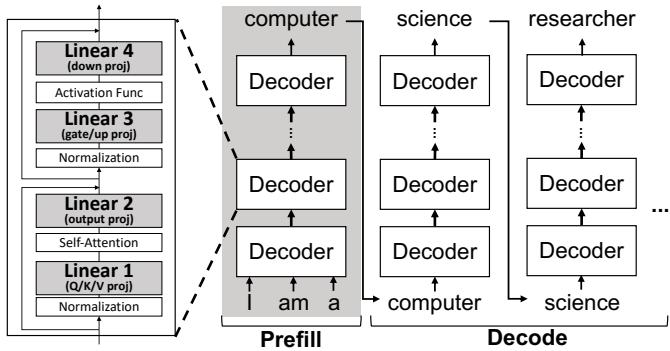 computer science researcher
Linear 4
(down proj)
Activation Func
Linear 3
(gate/up proj)
Normalization
Linear 2
(output proj)
Self-Attention
Linear 1
(Q/K/V proj)
Normalization
Decoder Decoder Decoder
... ... ...
Decoder Decoder Decoder
...
Decoder Decoder Decoder
I am a computer science
Prefill Decode